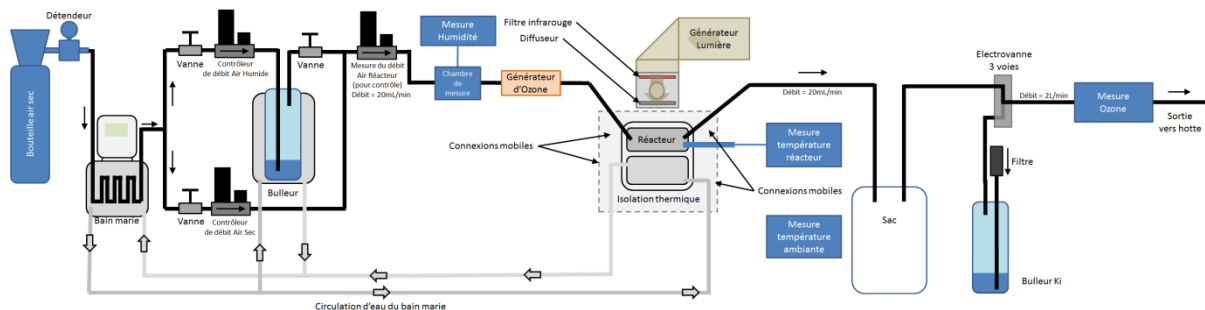 Détendeur
Bouteille air sec
Bain marie
Vanne
Contrôleur
de débit Air Humide
Vanne
Contrôleur
de débit Air Sec
Bulleur
Vanne
Mesure du débit
Air Réacteur
(pour contrôle)
Débit = 20mL/min
Mesure
Humidité
Chambre
de
mesure
Générateur
d'Ozone
Filtre infrarouge
Diffuseur
Générateur
Lumière
Connexions mobiles
Réacteur
Isolation thermique
Mesure
température
réacteur
Connexions mobiles
Mesure
température
ambiante
Débit = 20mL/min
Sac
Electrovanne
3 voies
Débit = 2L/min
Mesure
Ozone
Sortie
vers hotte
Filtre
Bulleur Ki
Circulation d'eau du bain marie